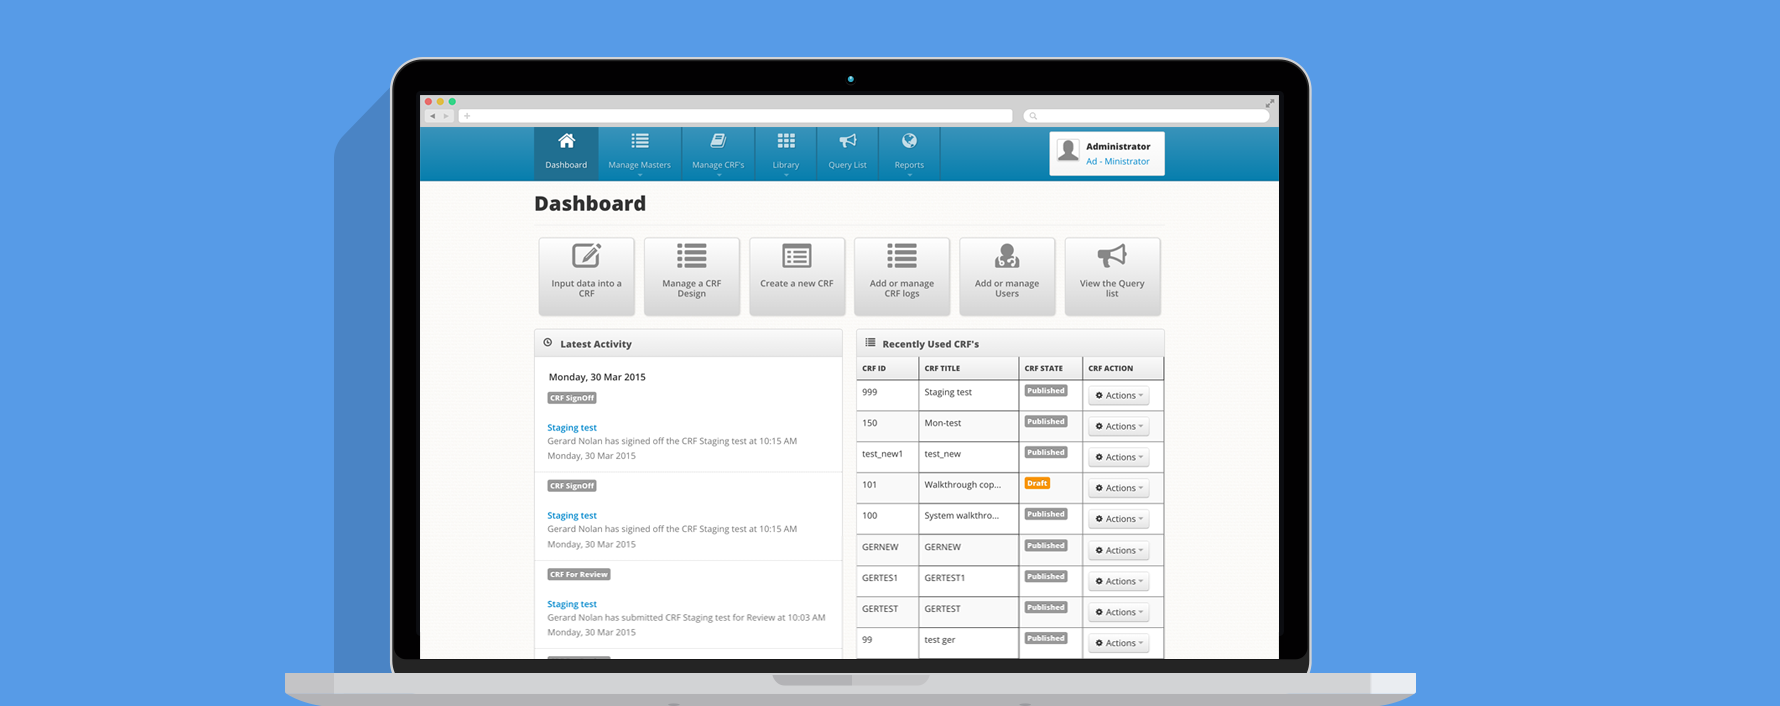 Dashboard
Manage Masters
Manage CRF's
Library
Query List
Reports
Administrator
Ad - Ministrator
Dashboard
Input data into a
CRF
Manage a CRF
Design
Create a new CRF
Add or manage
CRF logs
Add or manage
Users
View the Query
list
Latest Activity
Monday, 30 Mar 2015
CRF SignOff
Staging test
Gerard Nolan has sigined off the CRF Staging test at 10:15 AM
Monday, 30 Mar 2015
CRF SignOff
Staging test
Gerard Nolan has sigined off the CRF Staging test at 10:15 AM
Monday, 30 Mar 2015
CRF For Review
Staging test
Gerard Nolan has submitted CRF Staging test for Review at 10:03 AM
Monday, 30 Mar 2015
Recently Used CRF's
CRF ID CRF TITLE CRF STATE CRF ACTION
999 Staging test Published Actions
150 Mon-test Published Actions
test_new1 test_new Published Actions
101 Walkthrough cop... Draft Actions
100 System walkthro... Published Actions
GERNEW GERNEW Published Actions
GERTES1 GERTEST1 Published Actions
GERTEST GERTEST Published Actions
99 test ger Published Actions